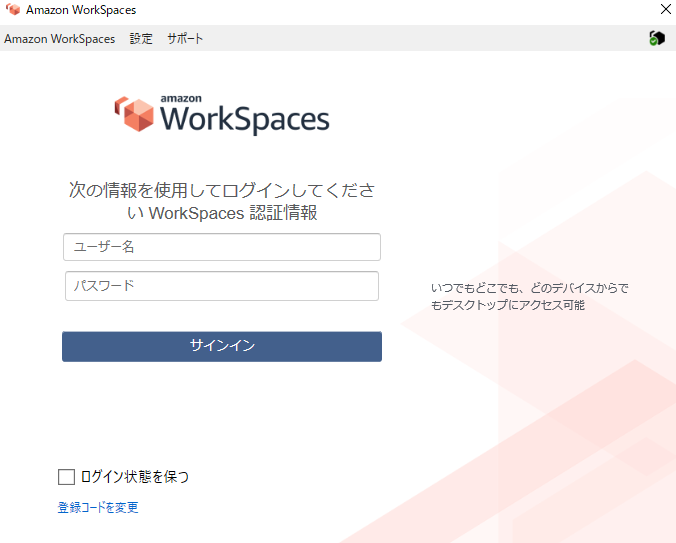 Amazon WorkSpaces
Amazon WorkSpaces 設定 サポート
amazon
WorkSpaces
次の情報を使用してログインしてくださ
い WorkSpaces 認証情報
ユーザー名
パスワード
いつでもどこでも、どのデバイスからで
もデスクトップにアクセス可能
サインイン
ログイン状態を保つ
登録コードを変更